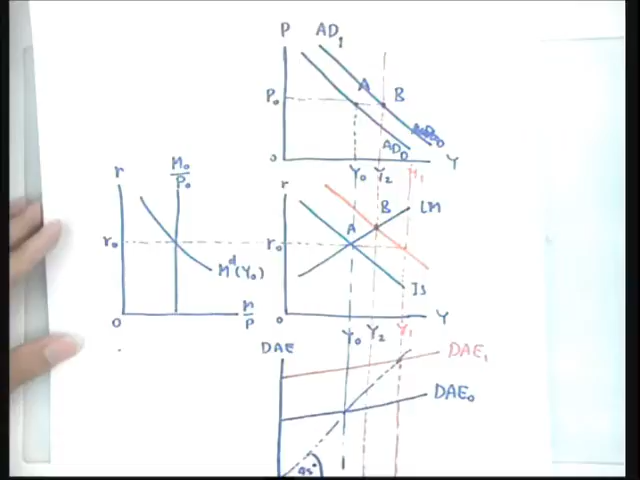 P AD₁
A B
P₀
AD₀
0 Y₀ Y₂ Y₁ Y
r M₀/P₀
r LM
B
A
r₀ r₀
Mᵈ(Y₀)
IS
0 M/P 0 Y₀ Y₂ Y₁ Y
DAE
DAE₁
DAE₀
45°